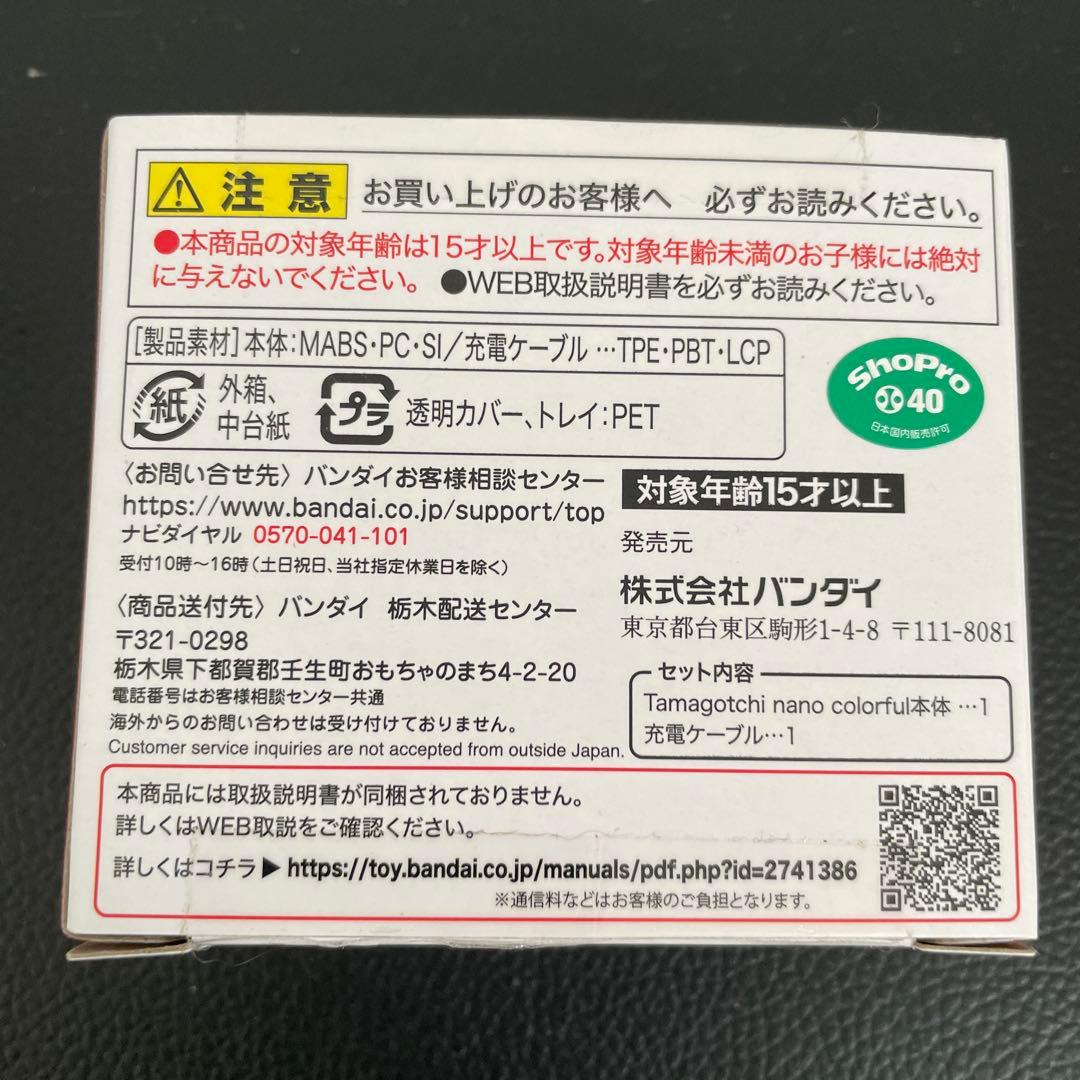 注意 お買い上げのお客様へ 必ずお読みください。
●本商品の対象年齢は15才以上です。対象年齢未満のお子様には絶対
に与えないでください。 ●WEB取扱説明書を必ずお読みください。
[製品素材]本体:MABS・PC・SI/充電ケーブル…TPE・PBT・LCP
紙 外箱、
中台紙
プラ 透明カバー、トレイ:PET
ShoPro
40
日本国内販売許可
〈お問い合せ先〉バンダイお客様相談センター
https://www.bandai.co.jp/support/top
ナビダイヤル 0570-041-101
受付10時〜16時(土日祝日、当社指定休業日を除く)
〈商品送付先〉バンダイ 栃木配送センター
〒321-0298
栃木県下都賀郡壬生町おもちゃのまち4-2-20
電話番号はお客様相談センター共通
海外からのお問い合わせは受け付けておりません。
Customer service inquiries are not accepted from outside Japan.
対象年齢15才以上
発売元
株式会社バンダイ
東京都台東区駒形1-4-8 〒111-8081
セット内容
Tamagotchi nano colorful本体…1
充電ケーブル…1
本商品には取扱説明書が同梱されておりません。
詳しくはWEB取説をご確認ください。
詳しくはコチラ▶https://toy.bandai.co.jp/manuals/pdf.php?id=2741386
※通信料などはお客様のご負担となります。